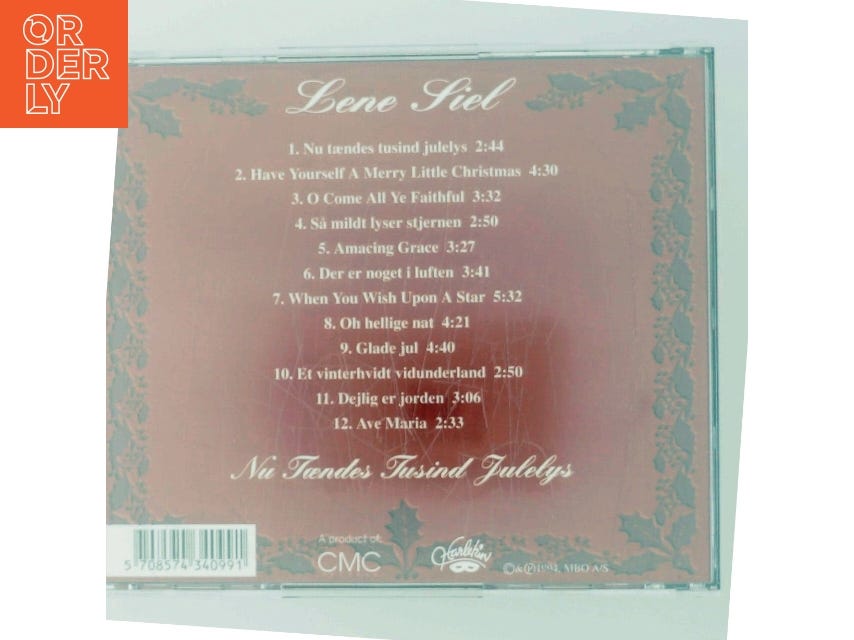 OR
DER
LY
Lene Siel
1. Nu tændes tusind julelys 2:44
2. Have Yourself A Merry Little Christmas 4:30
3. O Come All Ye Faithful 3:32
4. Så mildt lyser stjernen 2:50
5. Amacing Grace 3:27
6. Der er noget i luften 3:41
7. When You Wish Upon A Star 5:32
8. Oh hellige nat 4:21
9. Glade jul 4:40
10. Et vinterhvidt vidunderland 2:50
11. Dejlig er jorden 3:06
12. Ave Maria 2:33
Nu Tændes Tusind Julelys
5 708574 340991
A product of:
CMC
Harlekin
MBO A/S